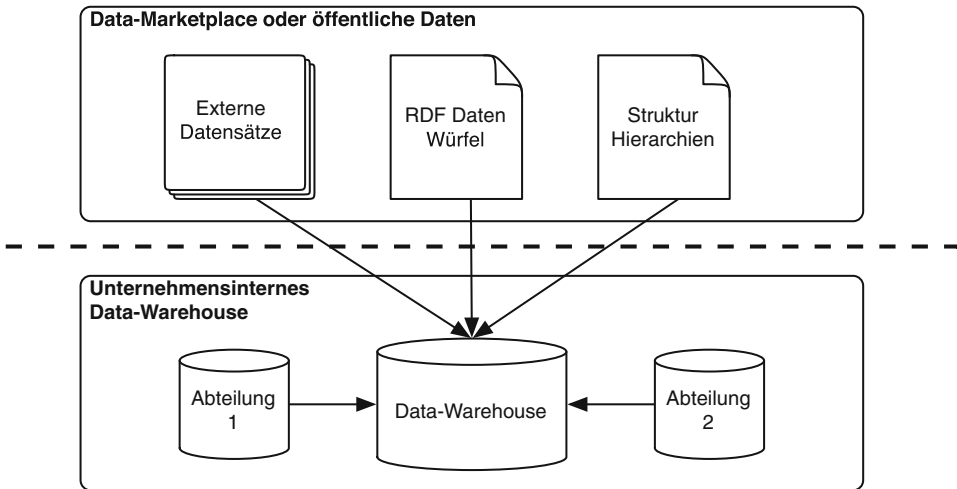 Data-Marketplace oder öffentliche Daten
Externe
Datensätze
RDF Daten
Würfel
Struktur
Hierarchien
Unternehmensinternes
Data-Warehouse
Abteilung
1
Data-Warehouse
Abteilung
2